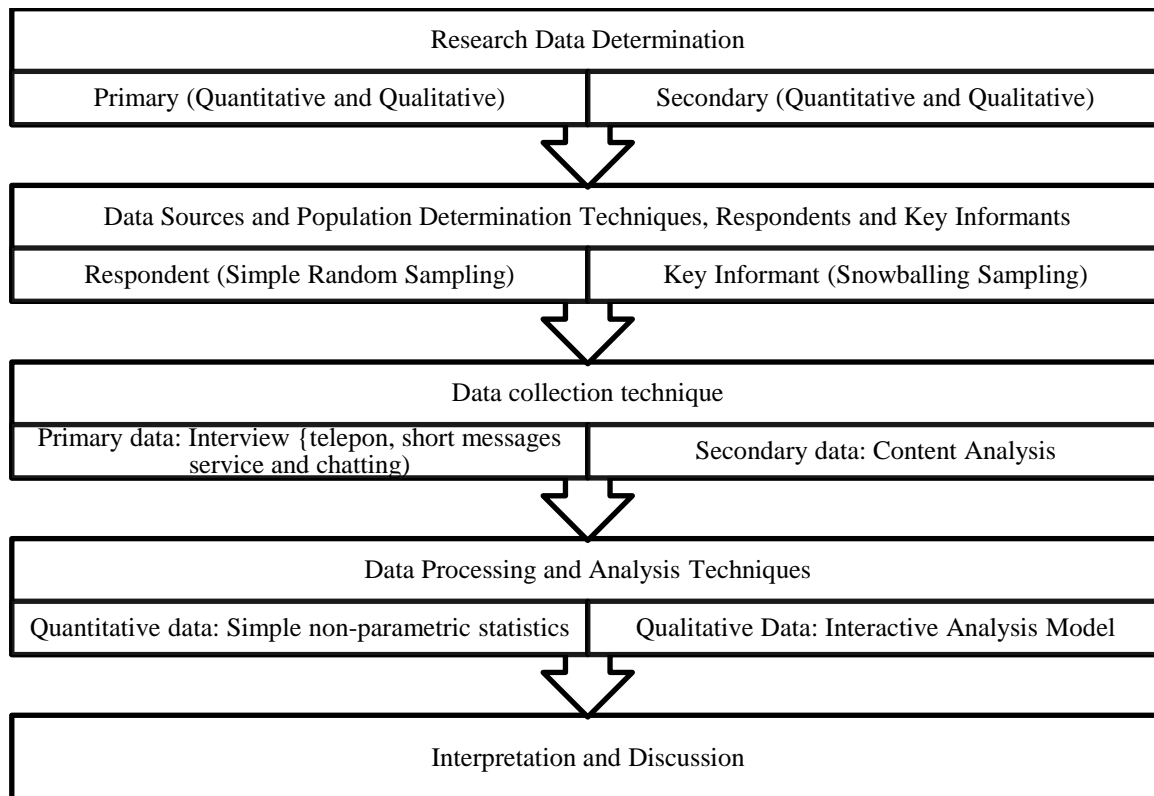 Research Data Determination
Primary (Quantitative and Qualitative)
Secondary (Quantitative and Qualitative)
Data Sources and Population Determination Techniques, Respondents and Key Informants
Respondent (Simple Random Sampling)
Key Informant (Snowballing Sampling)
Data collection technique
Primary data: Interview {telepon, short messages
service and chatting)
Secondary data: Content Analysis
Data Processing and Analysis Techniques
Quantitative data: Simple non-parametric statistics
Qualitative Data: Interactive Analysis Model
Interpretation and Discussion